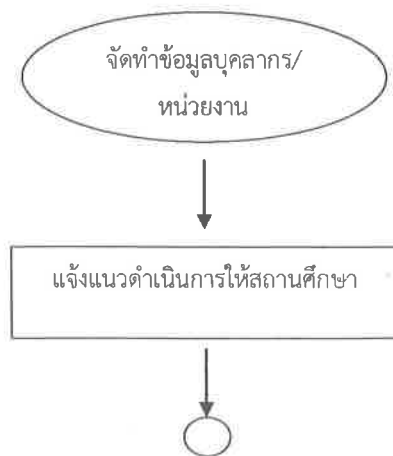 จัดทำข้อมูลบุคลากร/
หน่วยงาน
แจ้งแนวดำเนินการให้สถานศึกษา